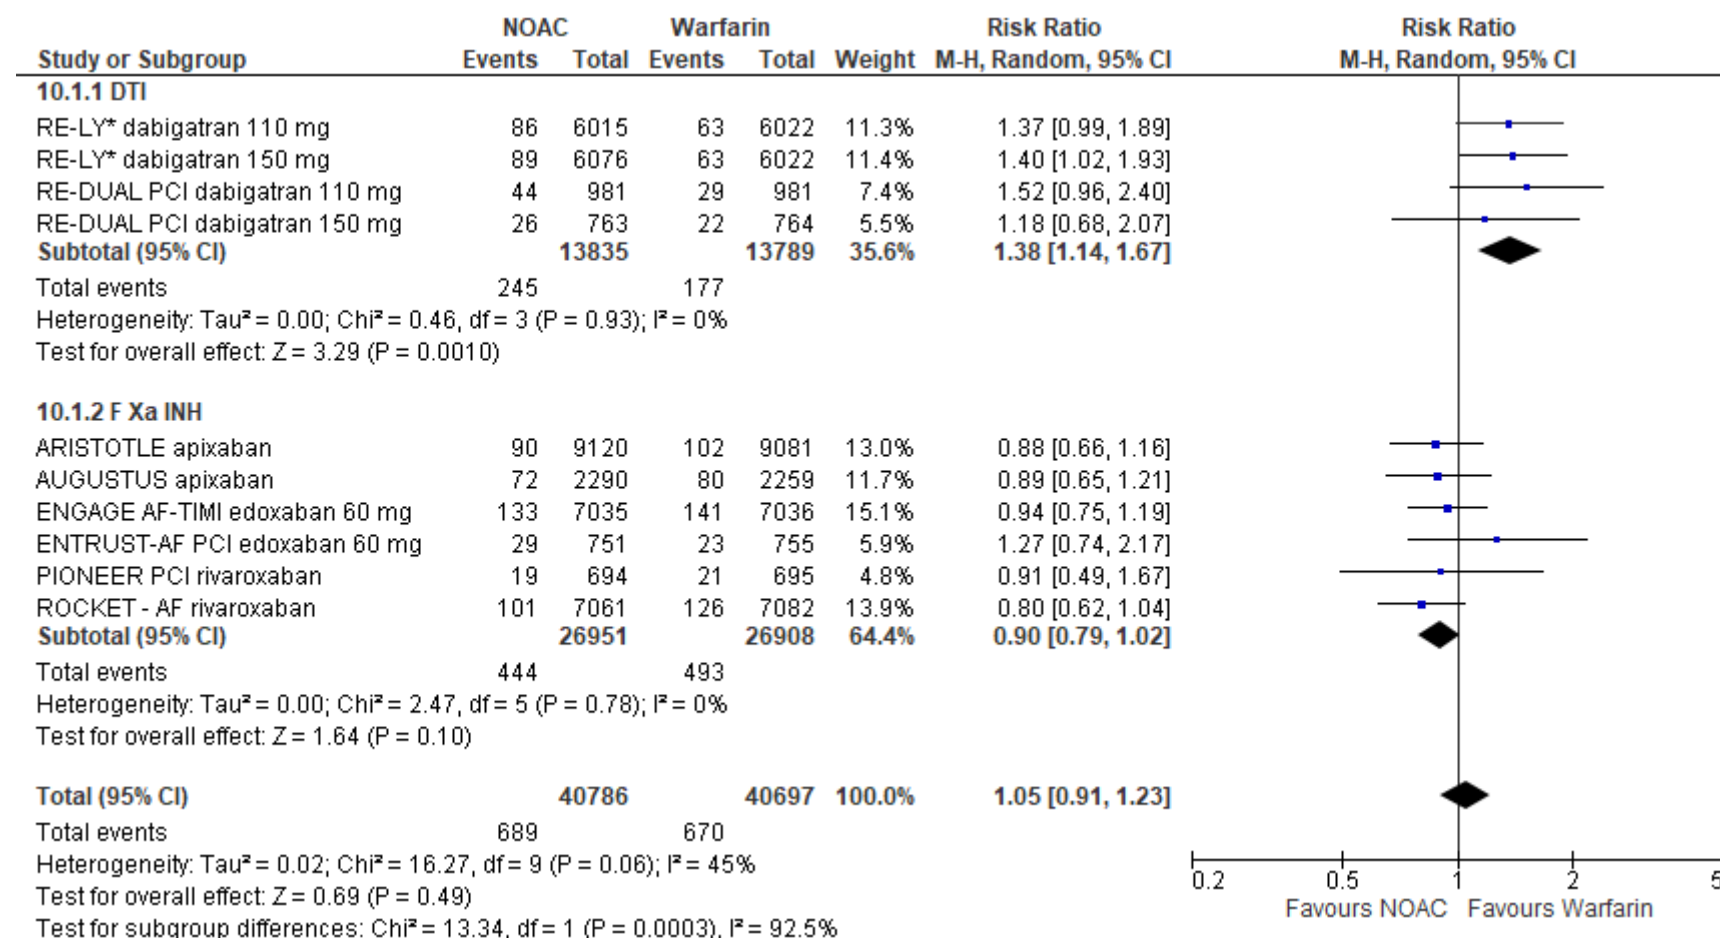 NOAC Warfarin Risk Ratio Risk Ratio
Study or Subgroup Events Total Events Total Weight M-H, Random, 95% CI M-H, Random, 95% CI
10.1.1 DTI
RE-LY* dabigatran 110 mg 86 6015 63 6022 11.3% 1.37 [0.99, 1.89]
RE-LY* dabigatran 150 mg 89 6076 63 6022 11.4% 1.40 [1.02, 1.93]
RE-DUAL PCI dabigatran 110 mg 44 981 29 981 7.4% 1.52 [0.96, 2.40]
RE-DUAL PCI dabigatran 150 mg 26 763 22 764 5.5% 1.18 [0.68, 2.07]
Subtotal (95% CI) 13835 13789 35.6% 1.38 [1.14, 1.67]
Total events 245 177
Heterogeneity: Tau² = 0.00; Chi² = 0.46, df = 3 (P = 0.93); I² = 0%
Test for overall effect: Z = 3.29 (P = 0.0010)
10.1.2 F Xa INH
ARISTOTLE apixaban 90 9120 102 9081 13.0% 0.88 [0.66, 1.16]
AUGUSTUS apixaban 72 2290 80 2259 11.7% 0.89 [0.65, 1.21]
ENGAGE AF-TIMI edoxaban 60 mg 133 7035 141 7036 15.1% 0.94 [0.75, 1.19]
ENTRUST-AF PCI edoxaban 60 mg 29 751 23 755 5.9% 1.27 [0.74, 2.17]
PIONEER PCI rivaroxaban 19 694 21 695 4.8% 0.91 [0.49, 1.67]
ROCKET - AF rivaroxaban 101 7061 126 7082 13.9% 0.80 [0.62, 1.04]
Subtotal (95% CI) 26951 26908 64.4% 0.90 [0.79, 1.02]
Total events 444 493
Heterogeneity: Tau² = 0.00; Chi² = 2.47, df = 5 (P = 0.78); I² = 0%
Test for overall effect: Z = 1.64 (P = 0.10)
Total (95% CI) 40786 40697 100.0% 1.05 [0.91, 1.23]
Total events 689 670
Heterogeneity: Tau² = 0.02; Chi² = 16.27, df = 9 (P = 0.06); I² = 45%
Test for overall effect: Z = 0.69 (P = 0.49)
Test for subgroup differences: Chi² = 13.34, df = 1 (P = 0.0003), I² = 92.5%
0.2 0.5 1 2 5
Favours NOAC Favours Warfarin